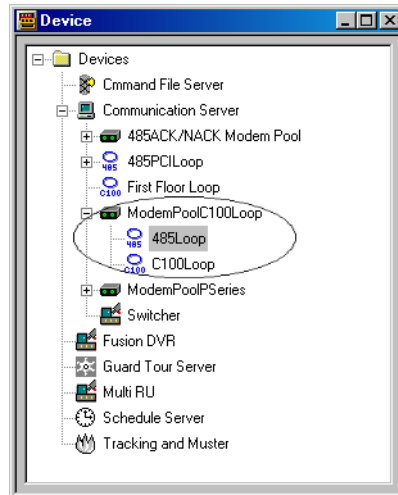 Device
Devices
Cmmand File Server
Communication Server
485ACK/NACK Modem Pool
485 485PCILoop
C100 First Floor Loop
ModemPoolC100Loop
485 485Loop
C100 C100Loop
ModemPoolPSeries
Switcher
Fusion DVR
Guard Tour Server
Multi RU
Schedule Server
Tracking and Muster